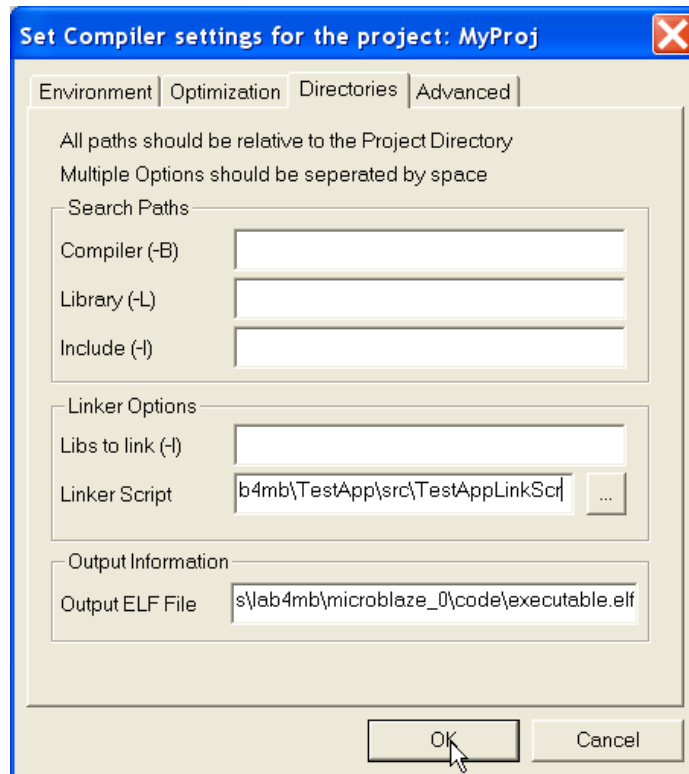 Set Compiler settings for the project: MyProj
Environment Optimization Directories Advanced
All paths should be relative to the Project Directory
Multiple Options should be seperated by space
Search Paths
Compiler (-B)
Library (-L)
Include (-I)
Linker Options
Libs to link (-l)
Linker Script b4mb\TestApp\src\TestAppLinkScr ...
Output Information
Output ELF File s\lab4mb\microblaze_0\code\executable.elf
OK Cancel